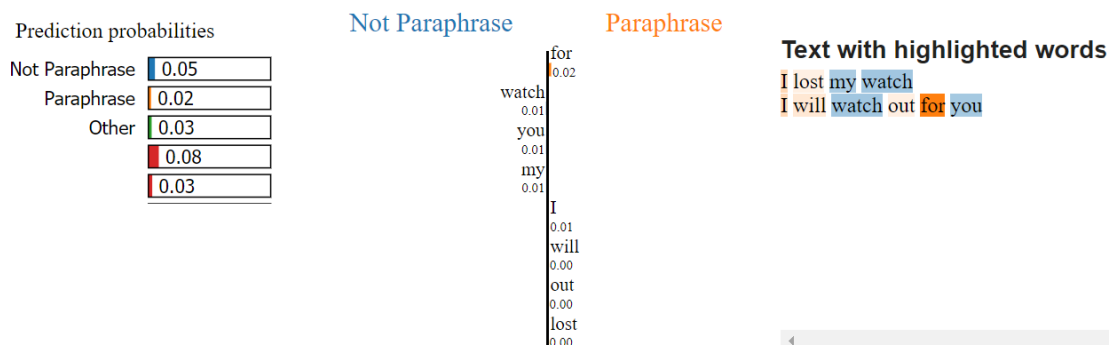 Prediction probabilities
Not Paraphrase 0.05
Paraphrase 0.02
Other 0.03
0.08
0.03
Not Paraphrase Paraphrase
for
0.02
watch
0.01
you
0.01
my
0.01
I
0.01
will
0.00
out
0.00
lost
0.00
Text with highlighted words
I lost my watch
I will watch out for you